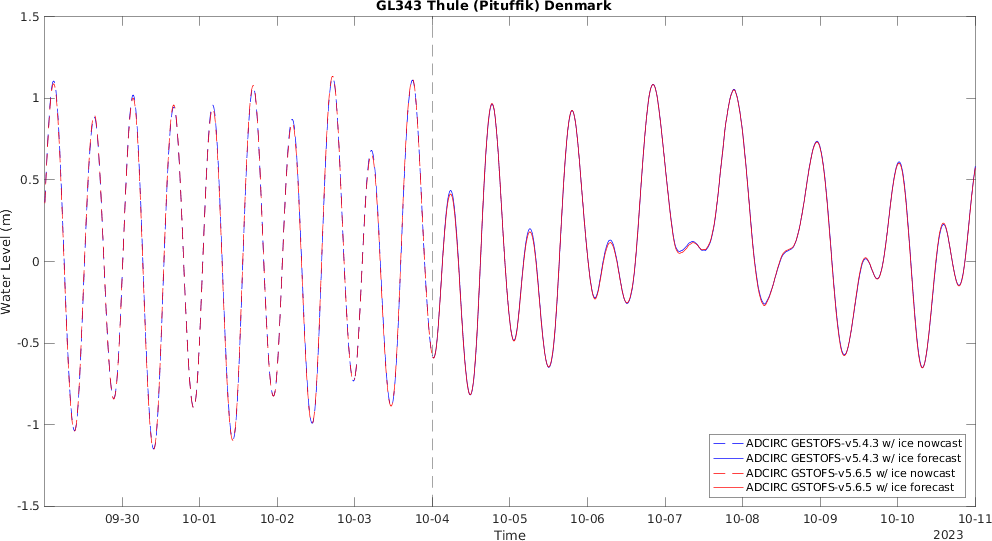 GL343 Thule (Pituffik) Denmark
1.5
1
0.5
0
-0.5
-1
-1.5
Water Level (m)
ADCIRC GESTOFS-v5.4.3 w/ ice nowcast
ADCIRC GESTOFS-v5.4.3 w/ ice forecast
ADCIRC GSTOFS-v5.6.5 w/ ice nowcast
ADCIRC GSTOFS-v5.6.5 w/ ice forecast
09-30 10-01 10-02 10-03 10-04 10-05 10-06 10-07 10-08 10-09 10-10 10-11
Time
2023